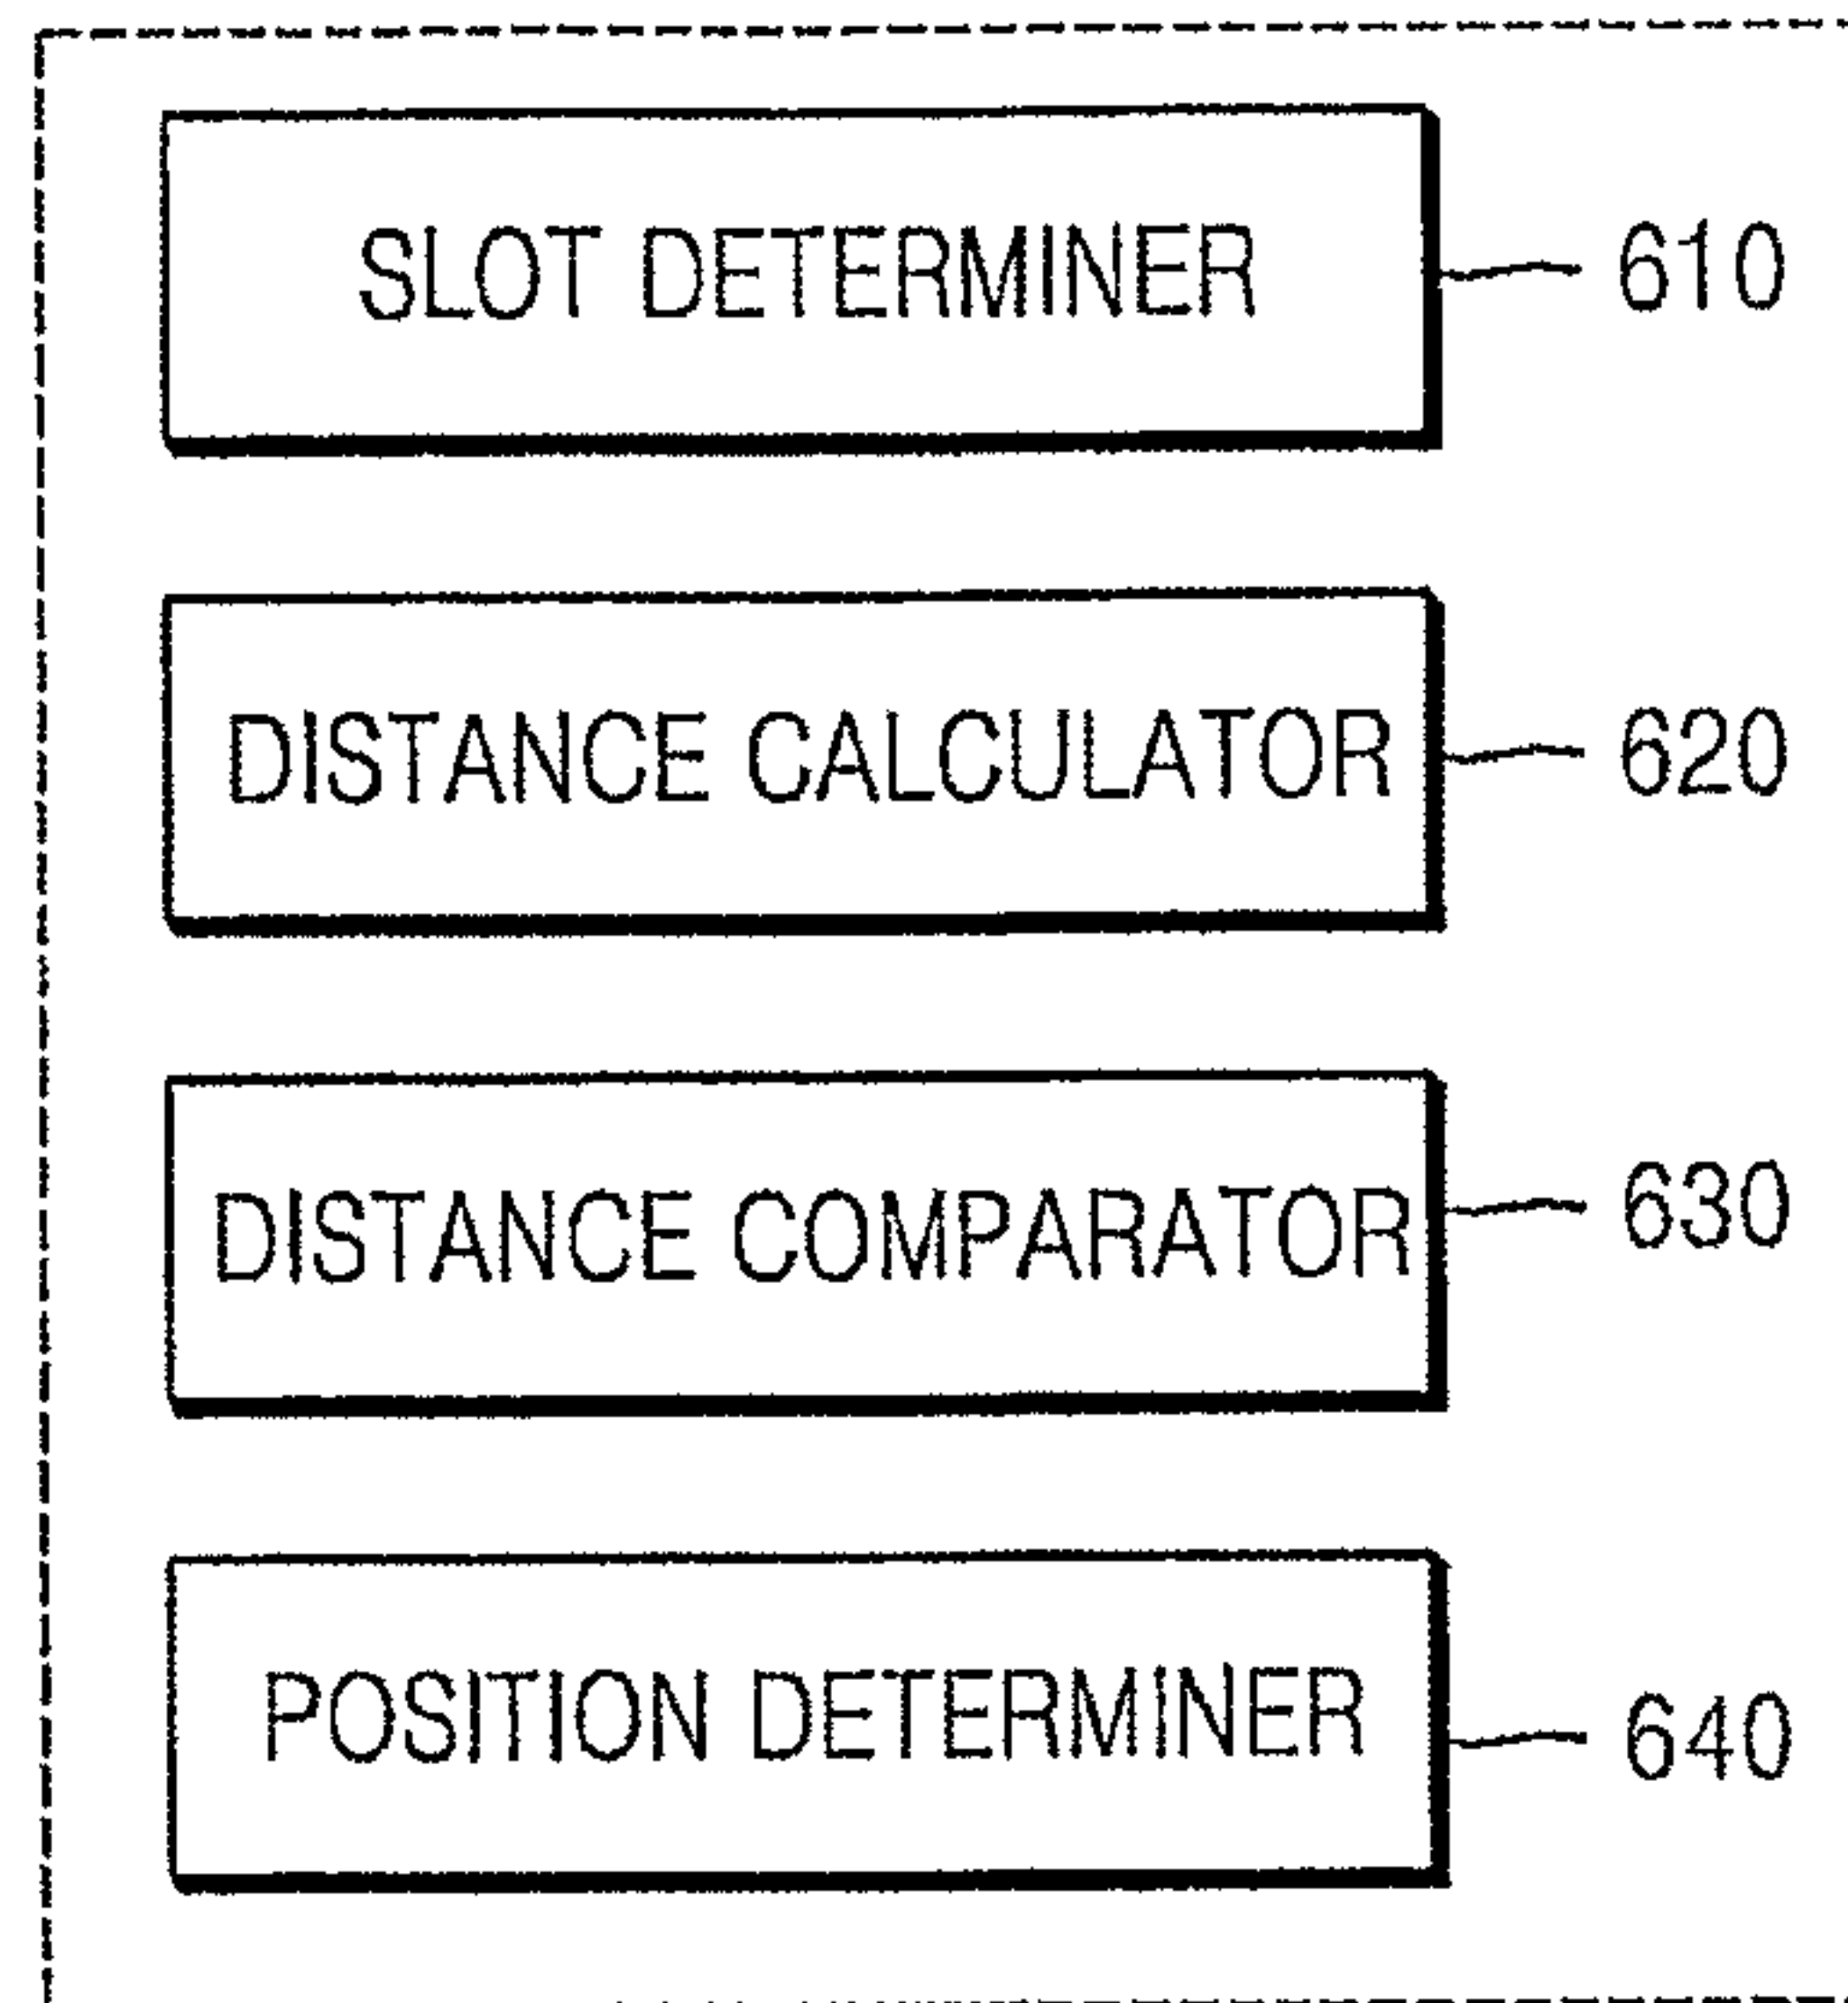 SLOT DETERMINER 610
DISTANCE CALCULATOR 620
DISTANCE COMPARATOR 630
POSITION DETERMINER 640